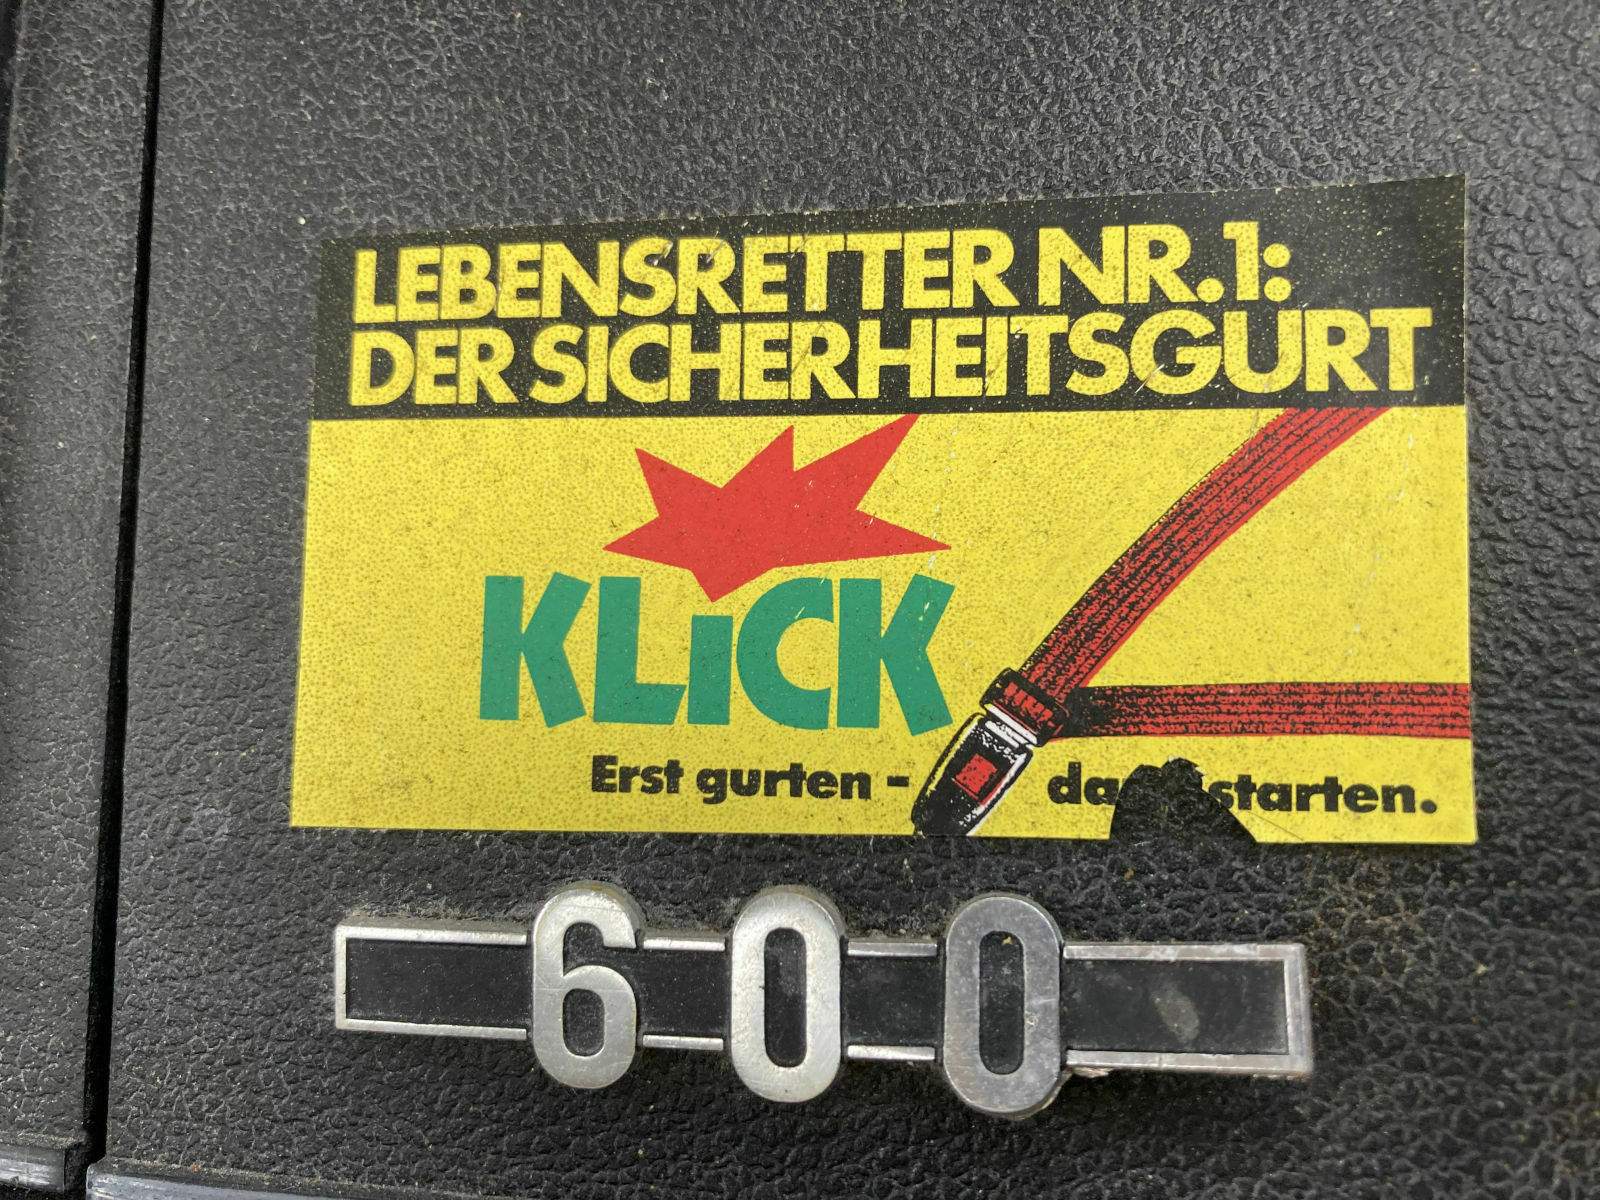 LEBENSRETTER NR.1:
DER SICHERHEITSGURT
KLiCK
Erst gurten - starten.
600